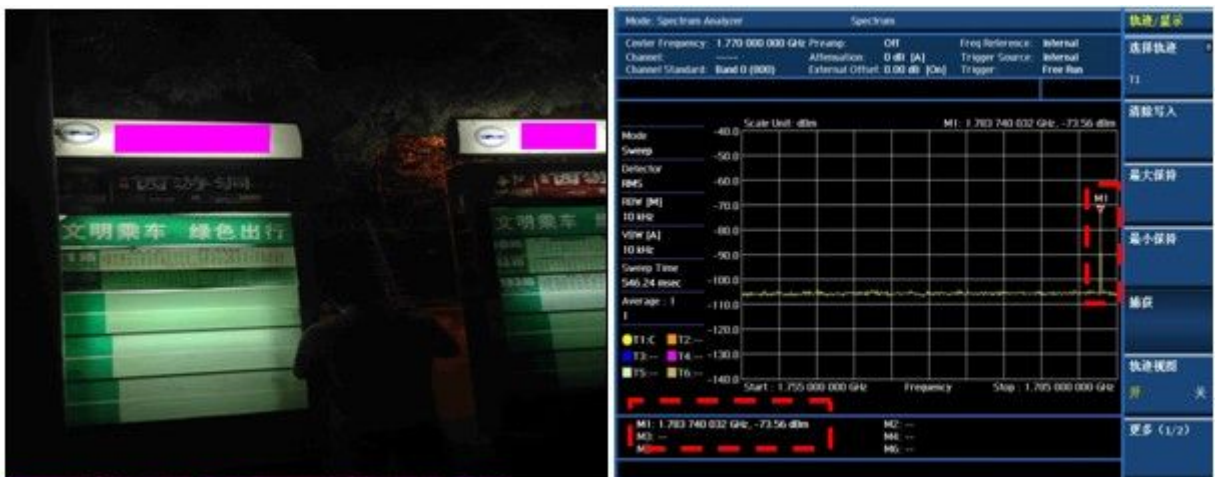 文明乘车 绿色出行
Mode: Spectrum Analyzer
Spectrum
轨迹/显示
Center Frequency: 1.770 000 000 GHz
Preamp: Off
Freq Reference: Internal
Channel: -----
Attenuation: 0 dB [A]
Trigger Source: Internal
Channel Standard: Band 0 (800)
External Offset: 0.00 dB [On]
Trigger: Free Run
选择轨迹
T1
清除写入
最大保持
最小保持
捕获
轨迹视图
开 关
更多 (1/2)
Scale Unit: dBm
M1: 1.783 740 032 GHz, -73.56 dBm
Mode
Sweep
Detector
RMS
RBW [M]
10 kHz
VBW [A]
10 kHz
Sweep Time
546.24 msec
Average : 1
1
T1:C T2:--
T3:-- T4:--
T5:-- T6:--
-40.0
-50.0
-60.0
-70.0
-80.0
-90.0
-100.0
-110.0
-120.0
-130.0
-140.0
M1
Start : 1.755 000 000 GHz
Frequency
Stop : 1.785 000 000 GHz
M1: 1.783 740 032 GHz, -73.56 dBm
M2: --
M3: --
M4: --
M6: --